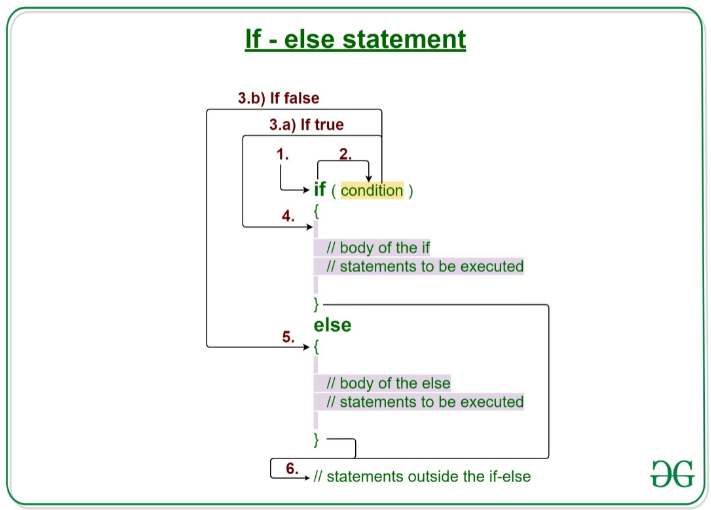 If - else statement
3.b) If false
3.a) If true
1.
2.
if ( condition )
4.
{
// body of the if
// statements to be executed
}
else
5.
{
// body of the else
// statements to be executed
}
6.
// statements outside the if-else